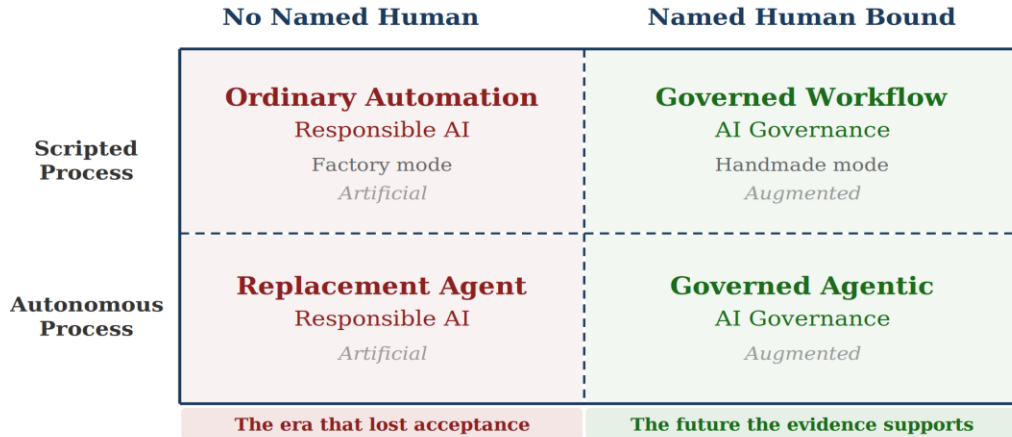 No Named Human
Named Human Bound
Scripted
Process
Ordinary Automation
Responsible AI
Factory mode
Artificial
Governed Workflow
AI Governance
Handmade mode
Augmented
Autonomous
Process
Replacement Agent
Responsible AI
Artificial
Governed Agentic
AI Governance
Augmented
The era that lost acceptance
The future the evidence supports